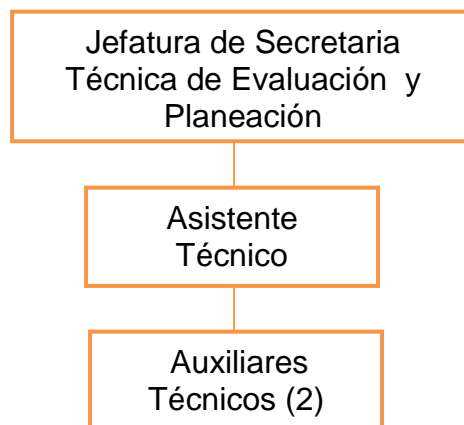 Jefatura de Secretaria
Técnica de Evaluación y
Planeación
Asistente
Técnico
Auxiliares
Técnicos (2)